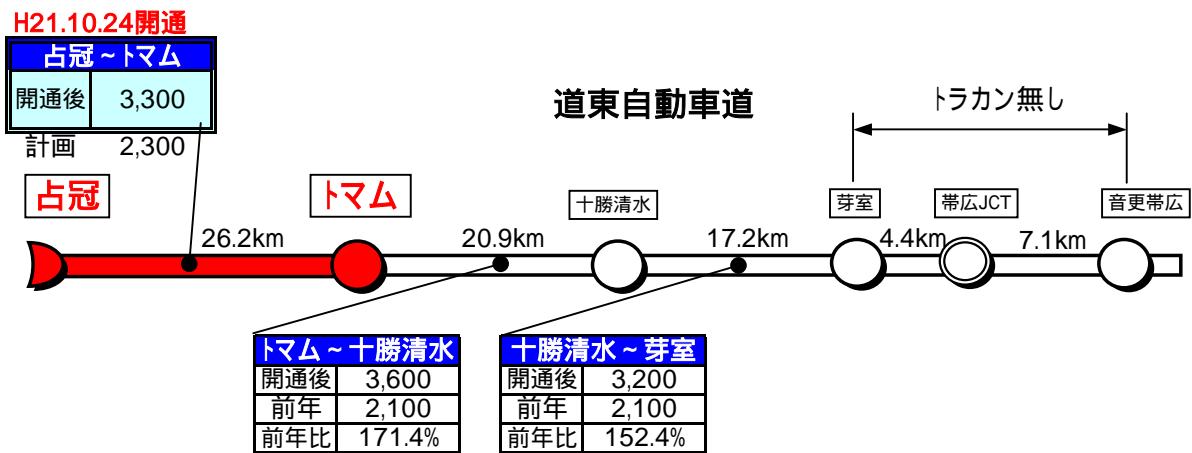 H21.10.24開通
占冠~トマム
開通後 3,300
計画 2,300
道東自動車道
トラカン無し
占冠
トマム
十勝清水
芽室
帯広JCT
音更帯広
26.2km
20.9km
17.2km
4.4km
7.1km
トマム~十勝清水
開通後 3,600
前年 2,100
前年比 171.4%
十勝清水~芽室
開通後 3,200
前年 2,100
前年比 152.4%